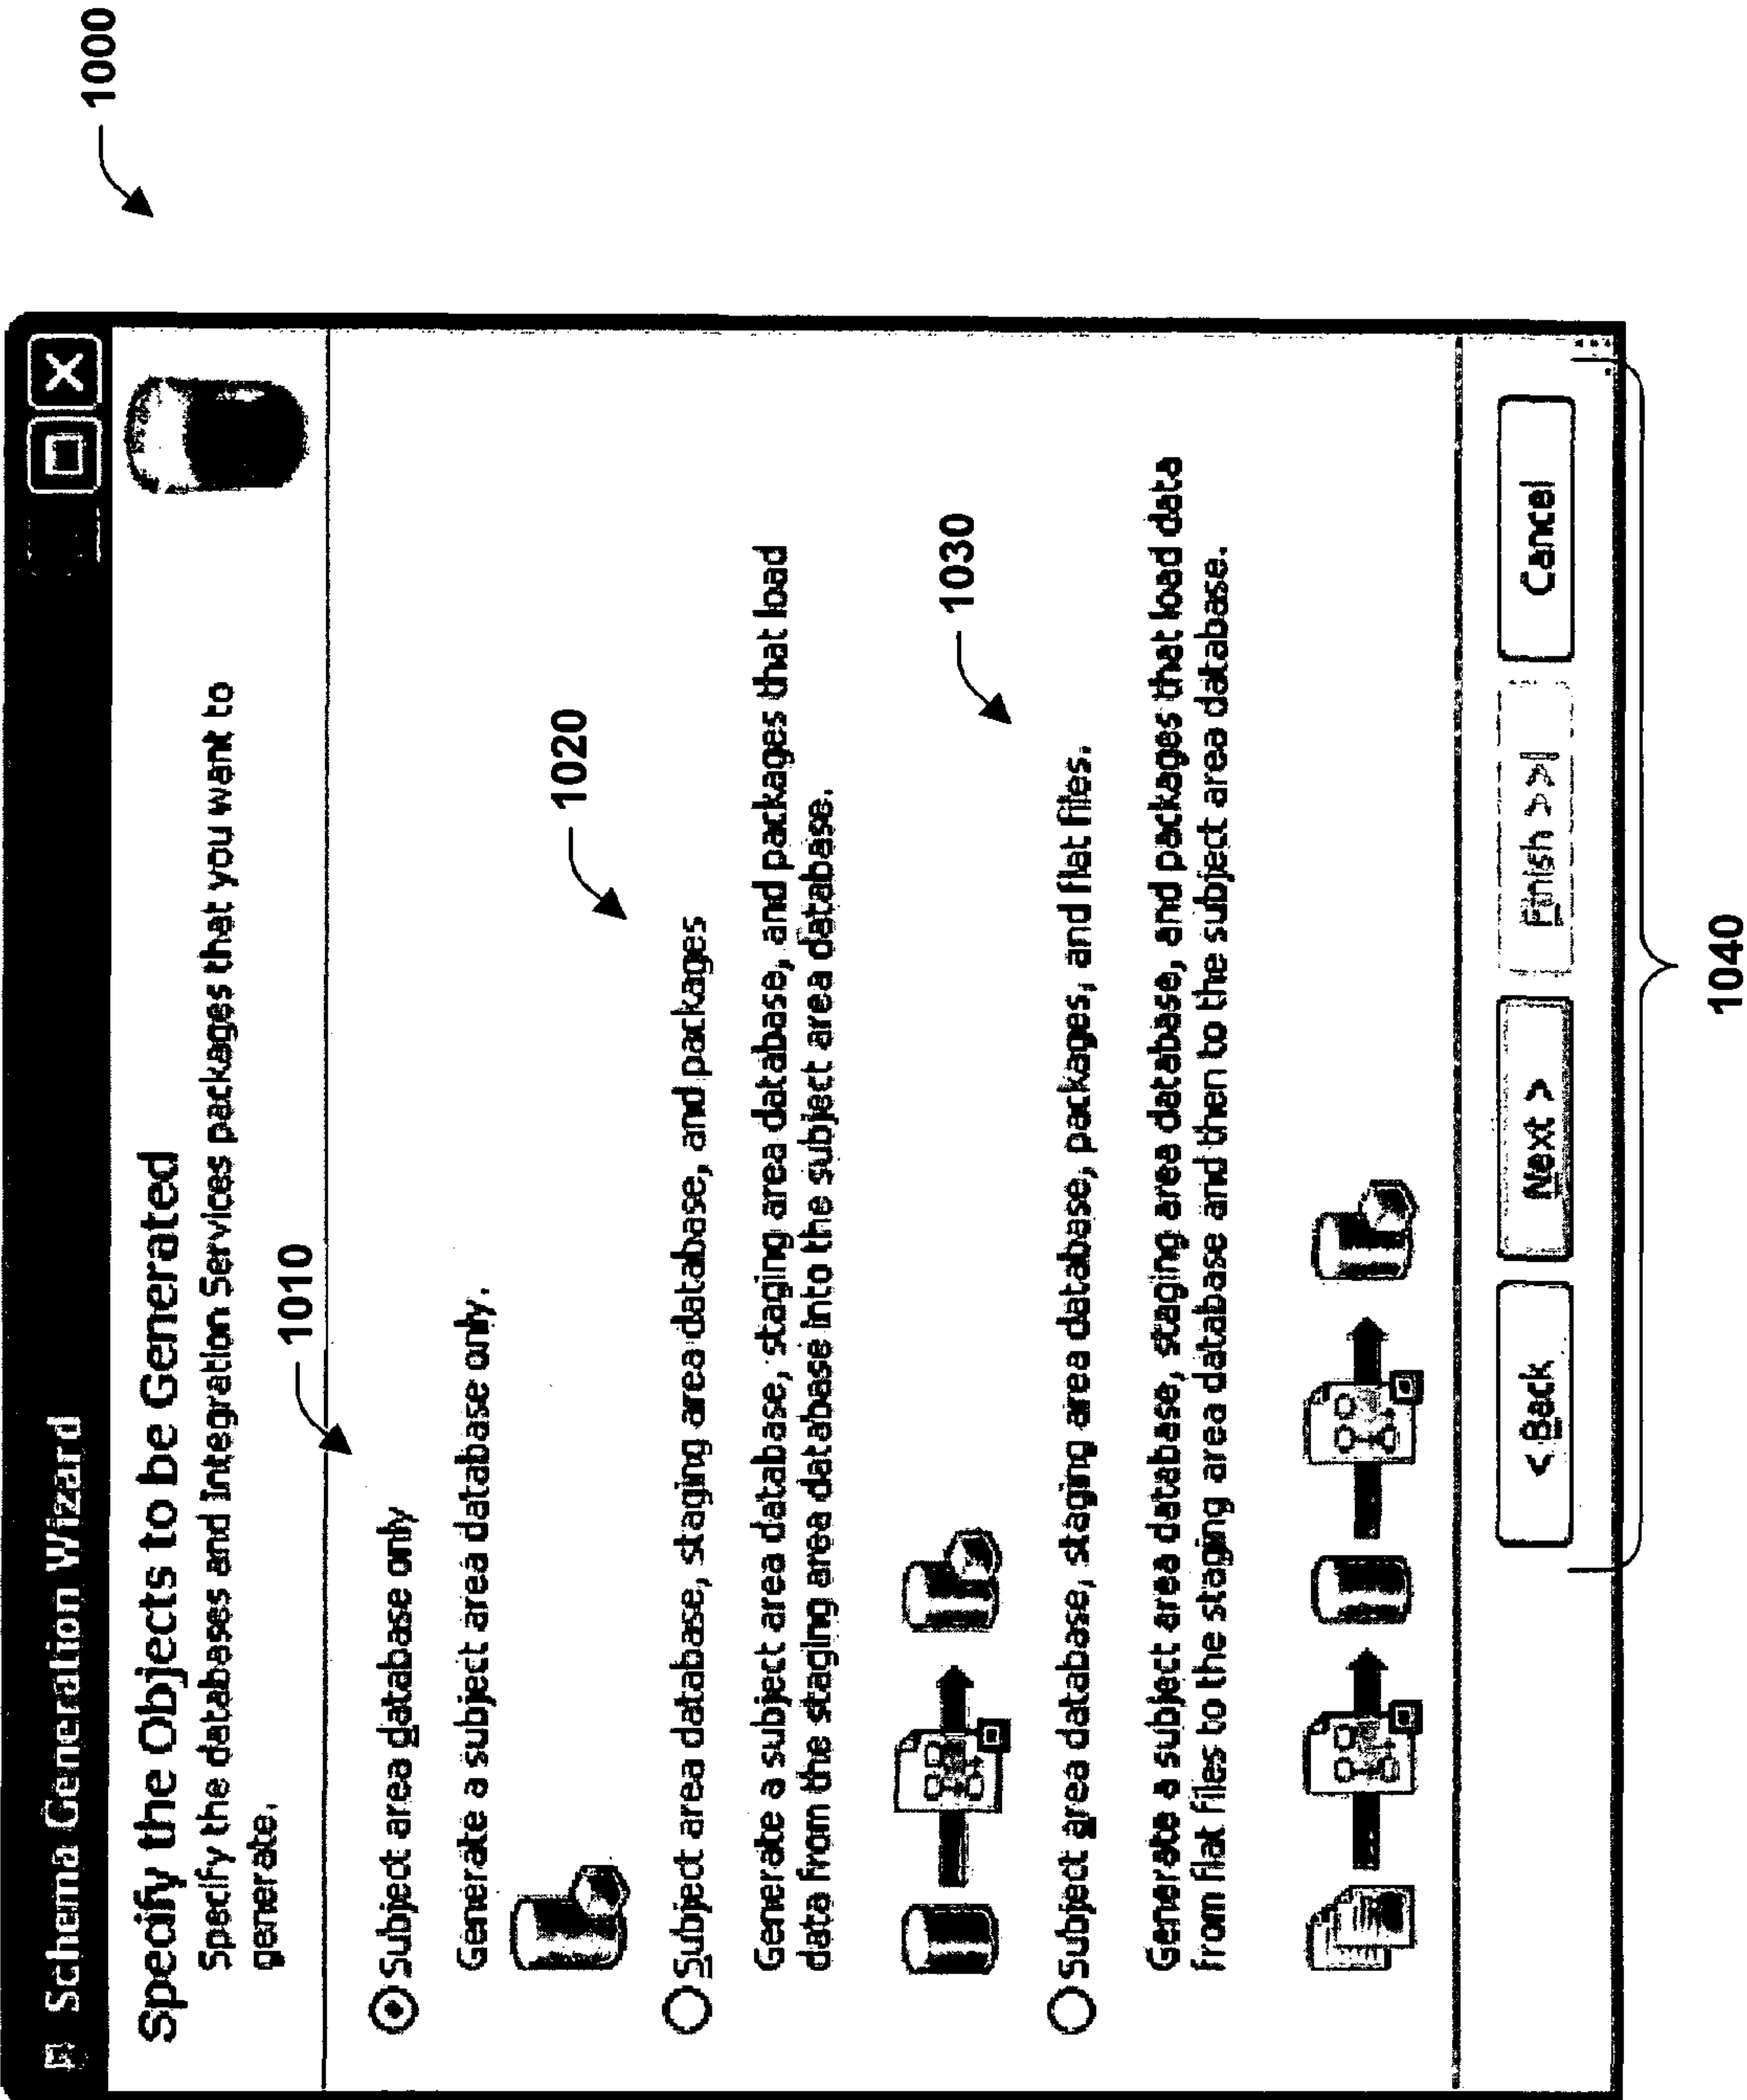 1000
Schema Generation Wizard
Specify the Objects to be Generated
Specify the databases and Integration Services packages that you want to
generate.
1010
Subject area database only
Generate a subject area database only.
1020
Subject area database, staging area database, and packages
Generate a subject area database, staging area database, and packages that load
data from the staging area database into the subject area database.
1030
Subject area database, staging area database, packages, and flat files.
Generate a subject area database, staging area database, and packages that load data
from flat files to the staging area database and then to the subject area database.
< Back
Next >
Finish >>|
Cancel
1040